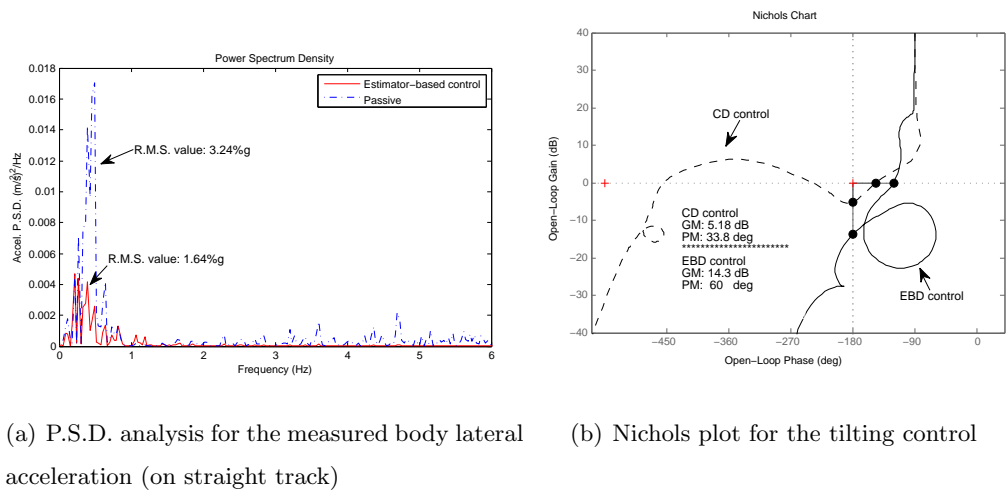 Power Spectrum Density
0.018
0.016
0.014
0.012
0.01
0.008
0.006
0.004
0.002
0
Accel. P.S.D. (m/s²)²/Hz
Estimator−based control
Passive
R.M.S. value: 3.24%g
R.M.S. value: 1.64%g
0 1 2 3 4 5 6
Frequency (Hz)
(a) P.S.D. analysis for the measured body lateral
acceleration (on straight track)
Nichols Chart
40
30
20
10
0
−10
−20
−30
−40
Open−Loop Gain (dB)
CD control
CD control
GM: 5.18 dB
PM: 33.8 deg
***********************
EBD control
GM: 14.3 dB
PM: 60 deg
EBD control
−450 −360 −270 −180 −90 0
Open−Loop Phase (deg)
(b) Nichols plot for the tilting control